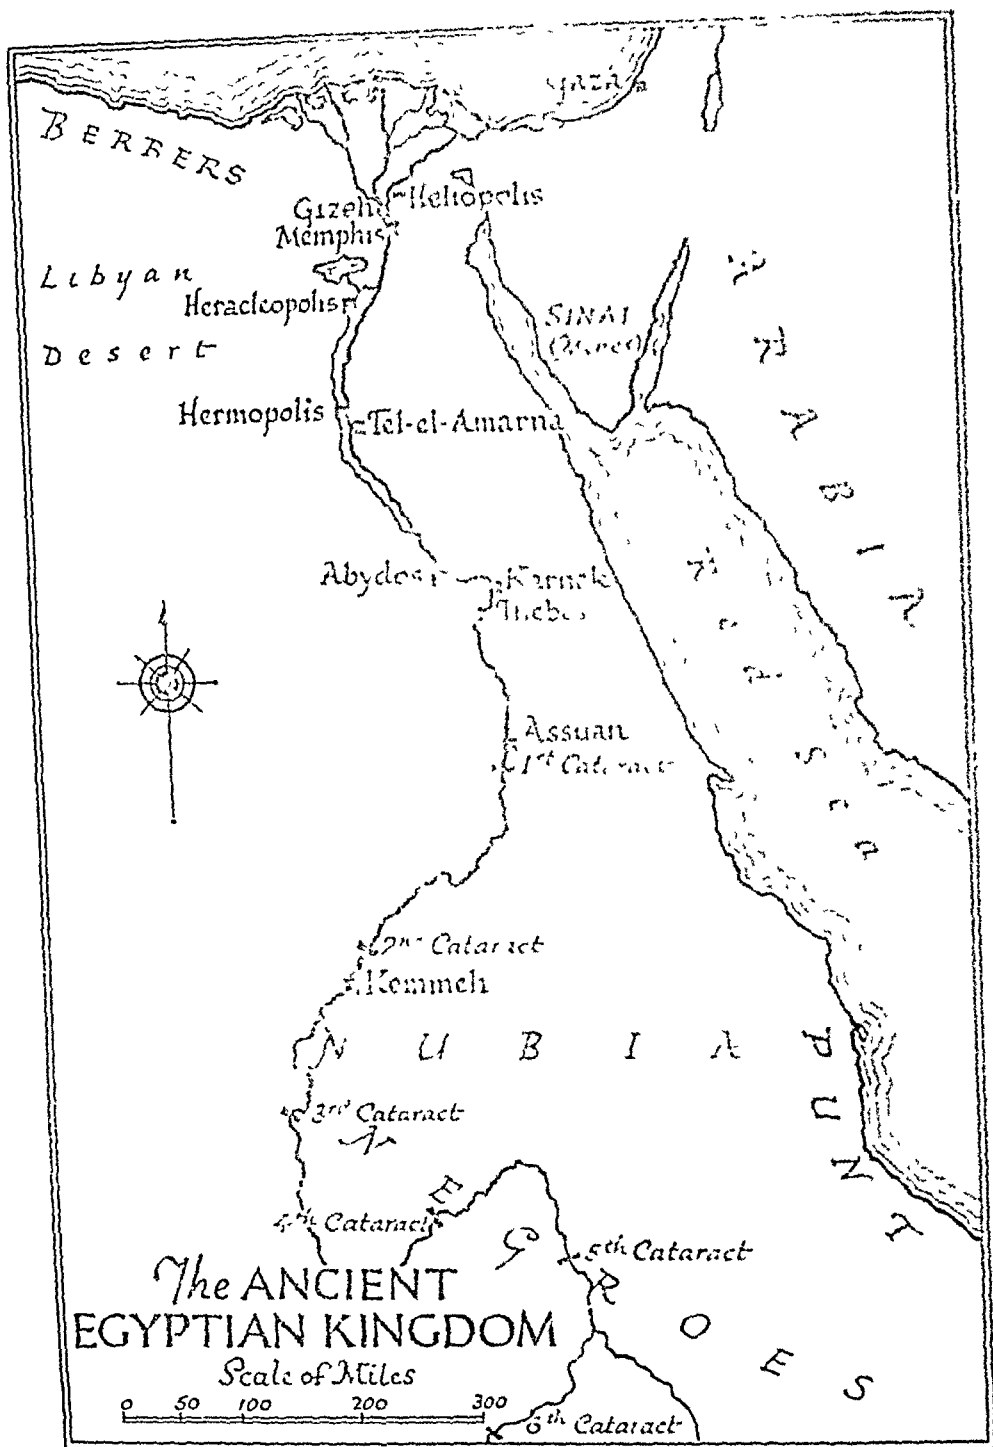 Gaza
BERBERS
Heliopolis
Gizeh
Memphis
Libyan
Heracleopolis
SINAI
(Mines)
Desert
Hermopolis
Tel-el-Amarna
ARABIA
Abydos
Karnak
Thebes
Red Sea
Assuan
1st Cataract
2nd Cataract
Kemmeh
NUBIA
PUNT
3rd Cataract
NEGROES
4th Cataract
5th Cataract
The ANCIENT
EGYPTIAN KINGDOM
Scale of Miles
0 50 100 200 300
6th Cataract